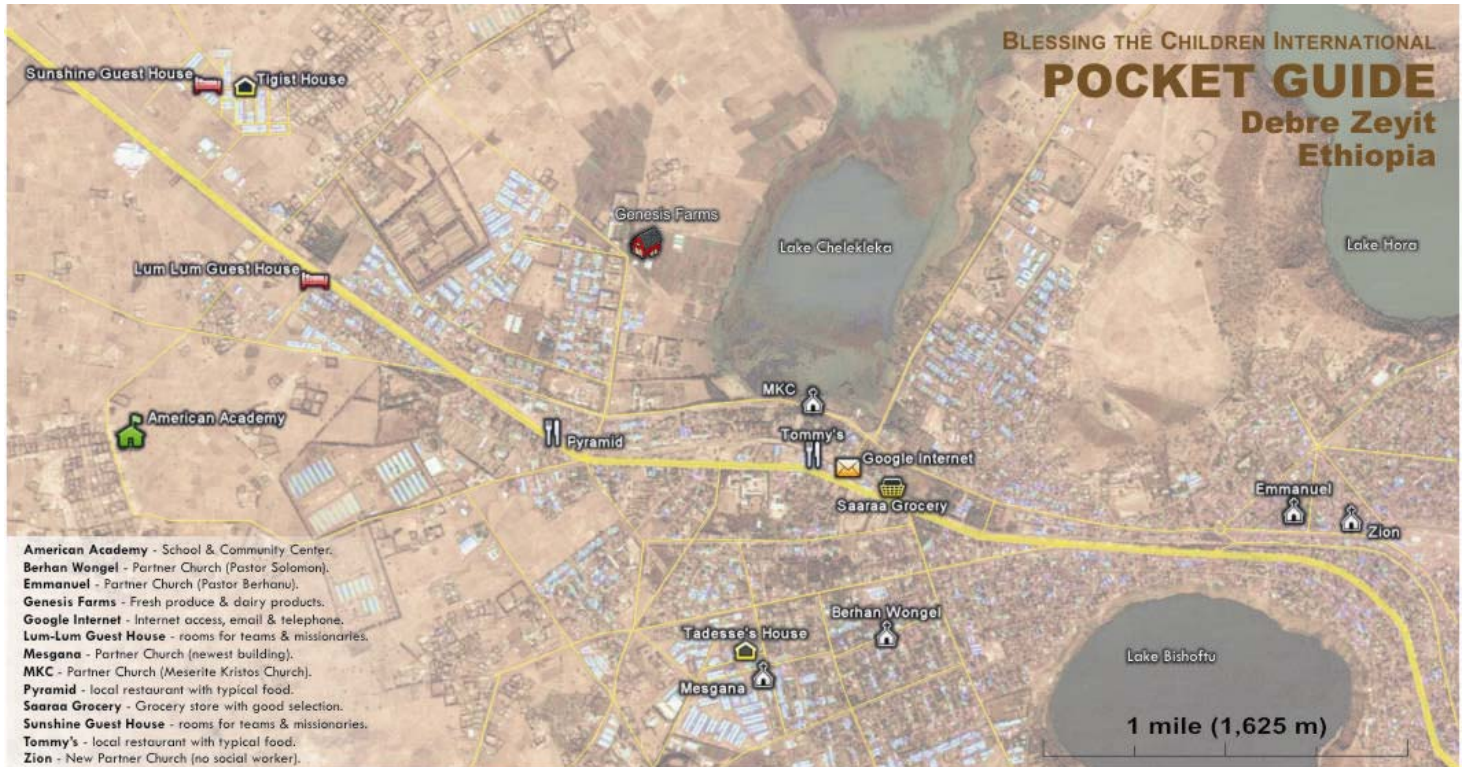 BLESSING THE CHILDREN INTERNATIONAL
POCKET GUIDE
Debre Zeyit
Ethiopia
Sunshine Guest House
Tigist House
Genesis Farms
Lake Chelekleka
Lake Hora
Lum Lum Guest House
MKC
American Academy
Pyramid
Tommy's
Google Internet
Saaraa Grocery
Emmanuel
Zion
Berhan Wongel
Tadesse's House
Mesgana
Lake Bishoftu
1 mile (1,625 m)
American Academy - School & Community Center.
Berhan Wongel - Partner Church (Pastor Solomon).
Emmanuel - Partner Church (Pastor Berhanu).
Genesis Farms - Fresh produce & dairy products.
Google Internet - Internet access, email & telephone.
Lum-Lum Guest House - rooms for teams & missionaries.
Mesgana - Partner Church (newest building).
MKC - Partner Church (Meserite Kristos Church).
Pyramid - local restaurant with typical food.
Saaraa Grocery - Grocery store with good selection.
Sunshine Guest House - rooms for teams & missionaries.
Tommy's - local restaurant with typical food.
Zion - New Partner Church (no social worker).